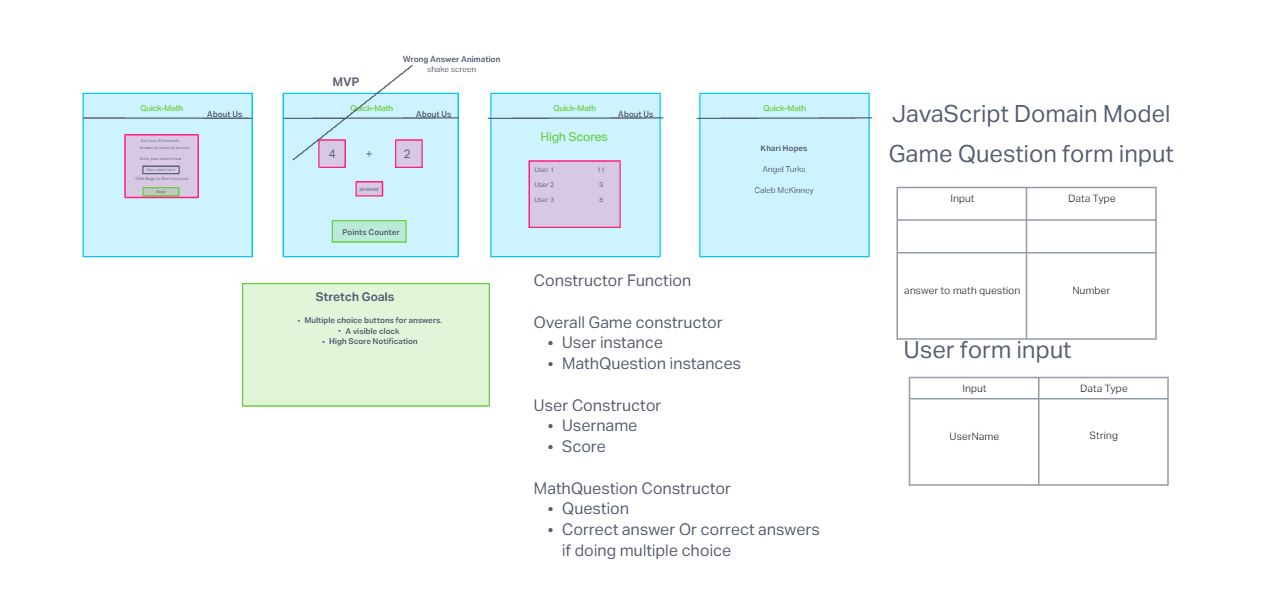 Wrong Answer Animation
shake screen
MVP
Quick-Math
About Us
You have 60 seconds
Answer as many as you can
Enter your name below
Your name here
Click Begin to Start the clock
Begin
Quick-Math
About Us
4 + 2
answer
Points Counter
Quick-Math
About Us
High Scores
User 1 11
User 2 9
User 3 6
Quick-Math
Khari Hopes
Angel Turks
Caleb McKinney
Stretch Goals
• Multiple choice buttons for answers.
• A visible clock
• High Score Notification
Constructor Function
Overall Game constructor
• User instance
• MathQuestion instances
User Constructor
• Username
• Score
MathQuestion Constructor
• Question
• Correct answer Or correct answers
if doing multiple choice
JavaScript Domain Model
Game Question form input
Input Data Type
answer to math question Number
User form input
Input Data Type
UserName String